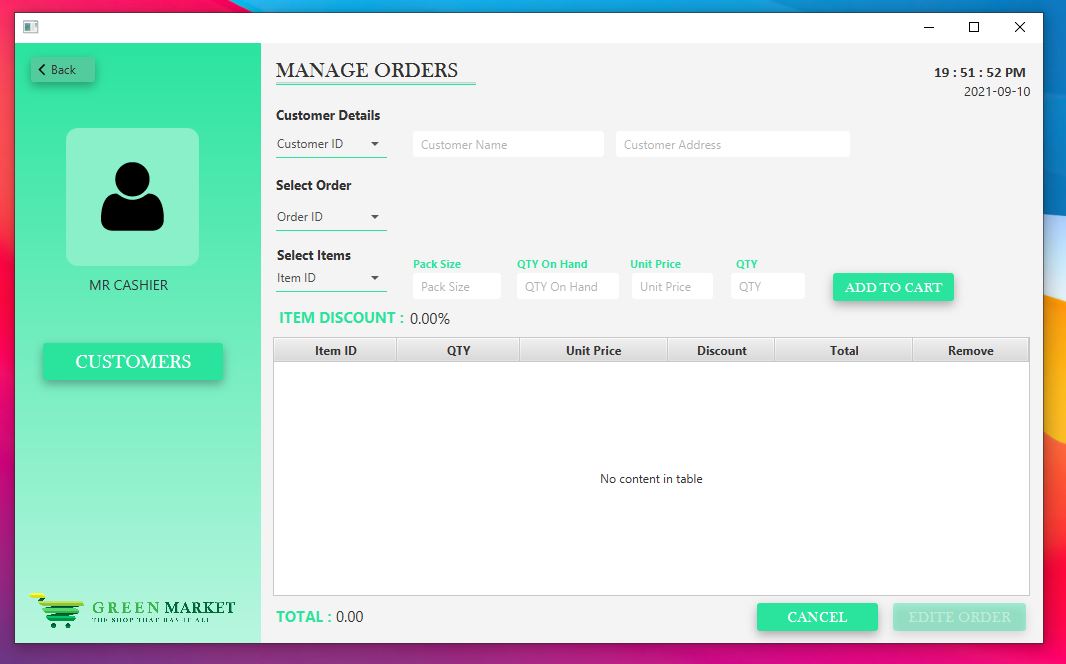 Back
MANAGE ORDERS
19 : 51 : 52 PM
2021-09-10
Customer Details
Customer ID Customer Name Customer Address
Select Order
Order ID
Select Items
Pack Size QTY On Hand Unit Price QTY
Item ID Pack Size QTY On Hand Unit Price QTY ADD TO CART
MR CASHIER
ITEM DISCOUNT : 0.00%
CUSTOMERS
Item ID QTY Unit Price Discount Total Remove
No content in table
GREEN MARKET
THE SHOP THAT HAS IT ALL
TOTAL : 0.00
CANCEL EDITE ORDER